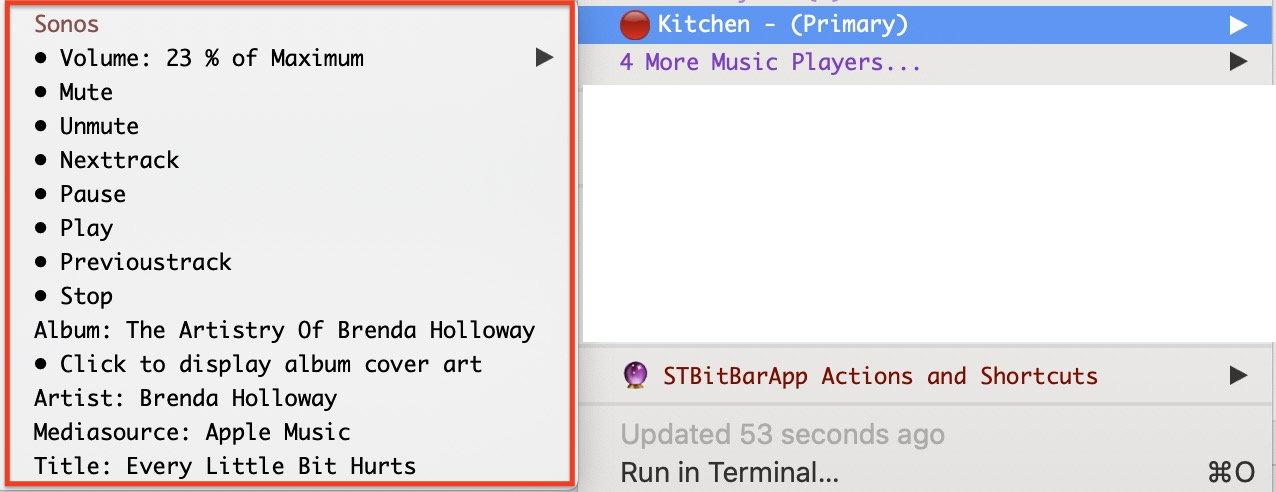 Sonos
• Volume: 23 % of Maximum
• Mute
• Unmute
• Nexttrack
• Pause
• Play
• Previoustrack
• Stop
Album: The Artistry Of Brenda Holloway
• Click to display album cover art
Artist: Brenda Holloway
Mediasource: Apple Music
Title: Every Little Bit Hurts
Kitchen - (Primary)
4 More Music Players...
STBitBarApp Actions and Shortcuts
Updated 53 seconds ago
Run in Terminal... ⌘O